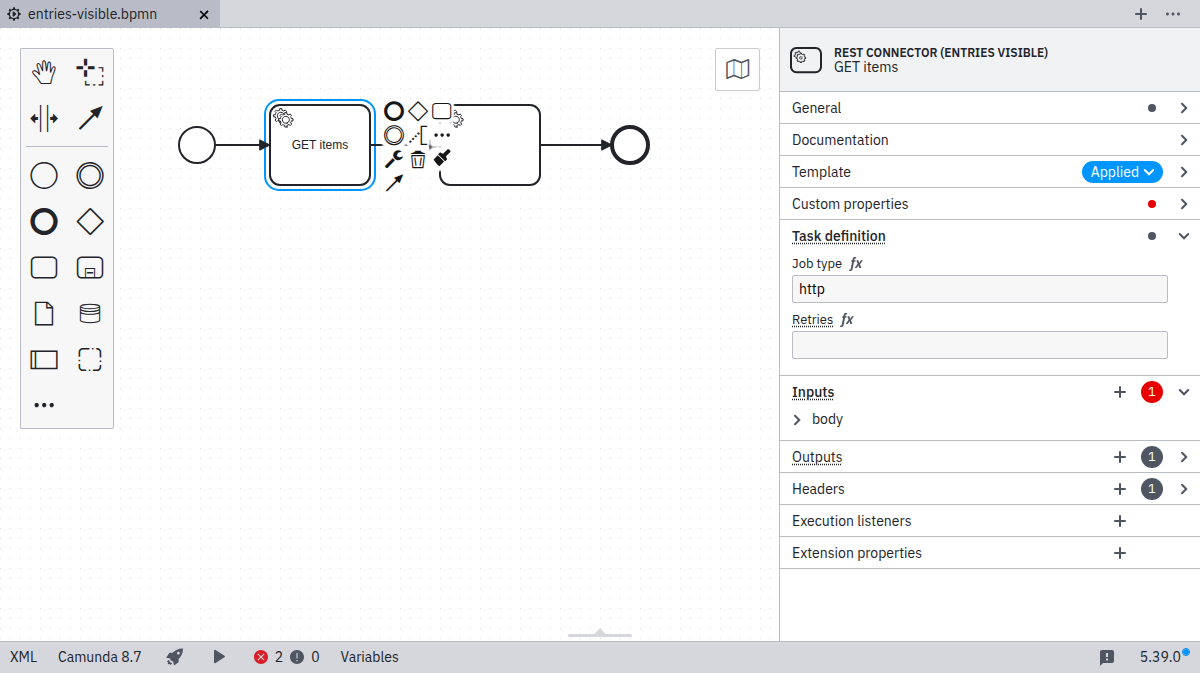 entries-visible.bpmn
GET items
REST CONNECTOR (ENTRIES VISIBLE)
GET items
General
Documentation
Template Applied
Custom properties
Task definition
Job type fx
http
Retries fx
Inputs 1
body
Outputs 1
Headers 1
Execution listeners
Extension properties
XML Camunda 8.7 2 0 Variables 5.39.0